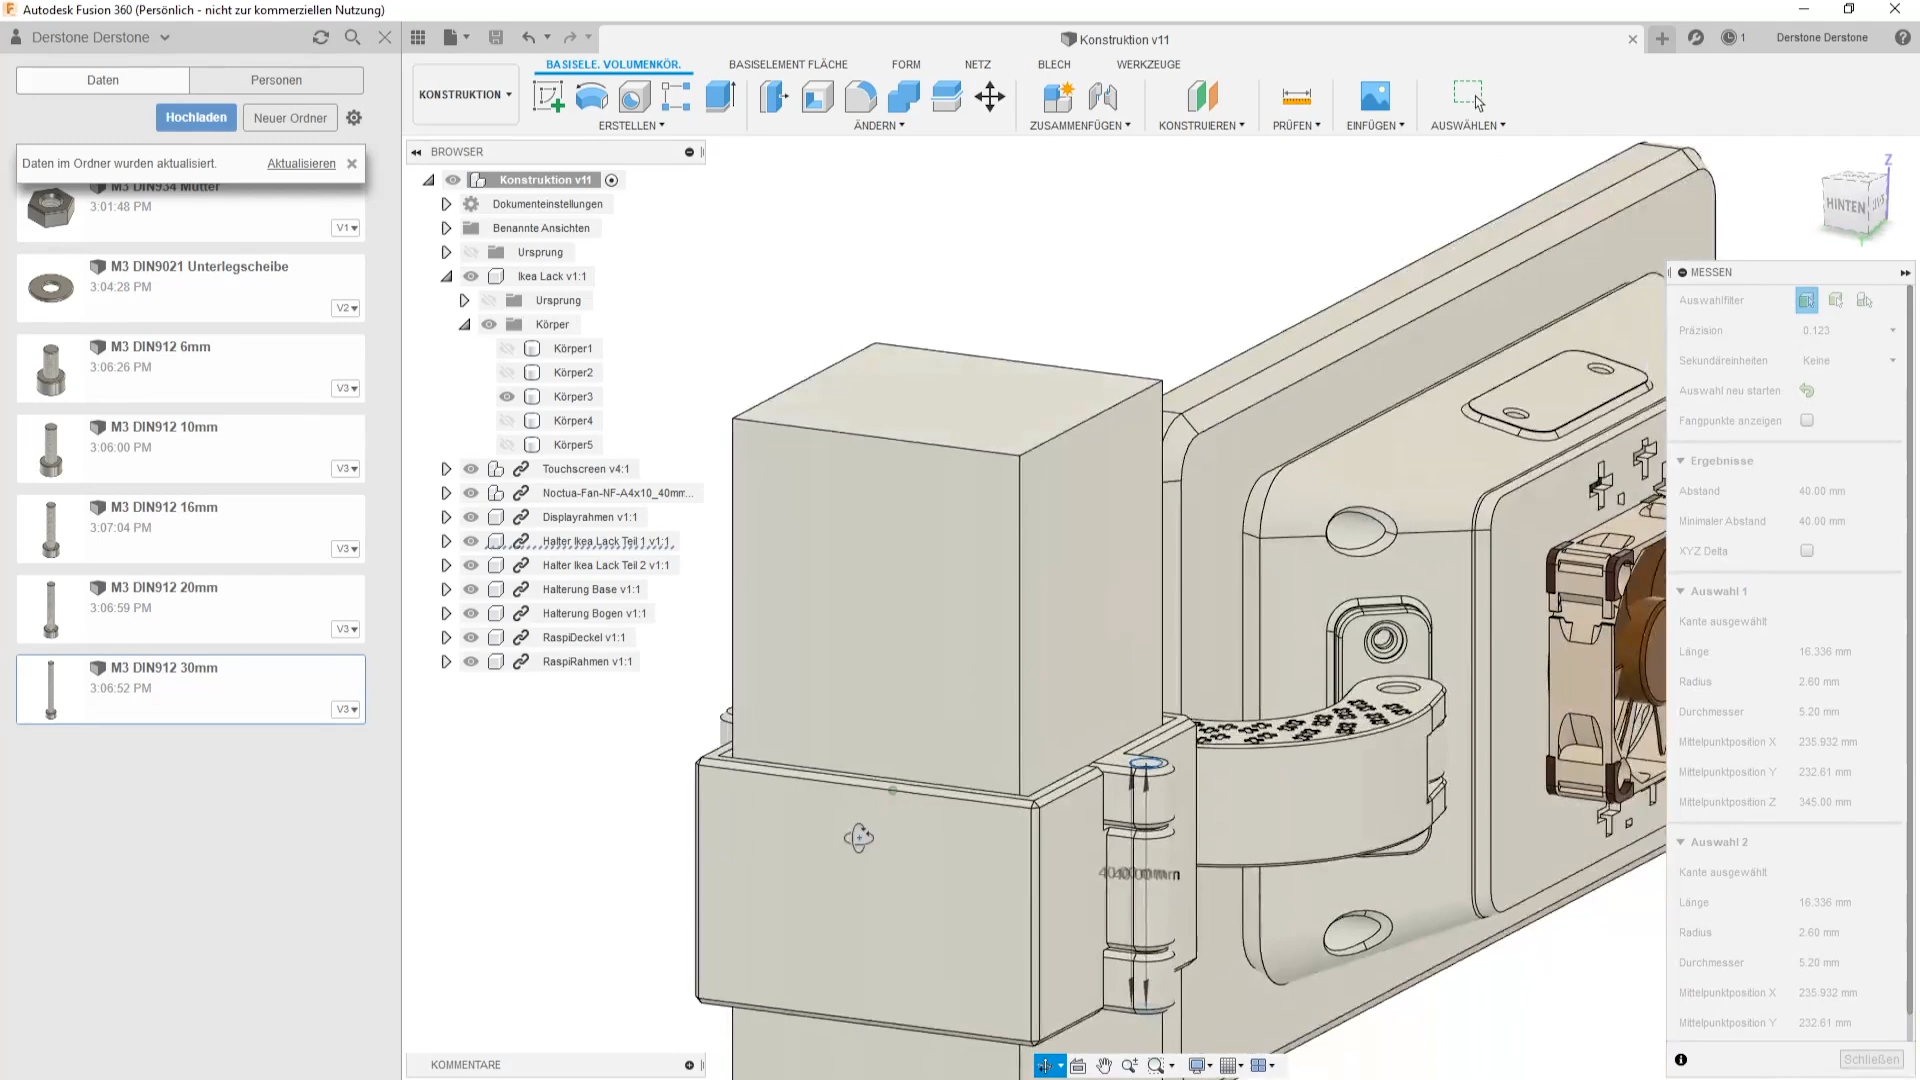 Autodesk Fusion 360 (Persönlich - nicht zur kommerziellen Nutzung)
Derstone Derstone
Konstruktion v11
1
Derstone Derstone
Daten
Personen
Hochladen
Neuer Ordner
Daten im Ordner wurden aktualisiert.
Aktualisieren
M3 DIN934 Mutter
3:01:48 PM
V1
M3 DIN9021 Unterlegscheibe
3:04:28 PM
V2
M3 DIN912 6mm
3:06:26 PM
V3
M3 DIN912 10mm
3:06:00 PM
V3
M3 DIN912 16mm
3:07:04 PM
V3
M3 DIN912 20mm
3:06:59 PM
V3
M3 DIN912 30mm
3:06:52 PM
V3
KONSTRUKTION
BASISELE. VOLUMENKÖR.
BASISELEMENT FLÄCHE
FORM
NETZ
BLECH
WERKZEUGE
ERSTELLEN
ÄNDERN
ZUSAMMENFÜGEN
KONSTRUIEREN
PRÜFEN
EINFÜGEN
AUSWÄHLEN
BROWSER
Konstruktion v11
Dokumenteinstellungen
Benannte Ansichten
Ursprung
Ikea Lack v1:1
Ursprung
Körper
Körper1
Körper2
Körper3
Körper4
Körper5
Touchscreen v4:1
Noctua-Fan-NF-A4x10_40mm...
Displayrahmen v1:1
Halter Ikea Lack Teil 1 v1:1
Halter Ikea Lack Teil 2 v1:1
Halterung Base v1:1
Halterung Bogen v1:1
RaspiDeckel v1:1
RaspiRahmen v1:1
Z
HINTEN
MESSEN
Auswahlfilter
Präzision 0.123
Sekundäreinheiten Keine
Auswahl neu starten
Fangpunkte anzeigen
Ergebnisse
Abstand 40.00 mm
Minimaler Abstand 40.00 mm
XYZ Delta
Auswahl 1
Kante ausgewählt
Länge 16.336 mm
Radius 2.60 mm
Durchmesser 5.20 mm
Mittelpunktposition X 235.932 mm
Mittelpunktposition Y 232.61 mm
Mittelpunktposition Z 345.00 mm
Auswahl 2
Kante ausgewählt
Länge 16.336 mm
Radius 2.60 mm
Durchmesser 5.20 mm
Mittelpunktposition X 235.932 mm
Mittelpunktposition Y 232.61 mm
Schließen
KOMMENTARE